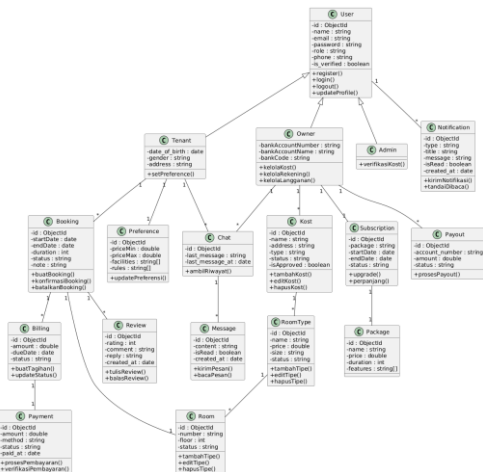 C User
-id : ObjectId
-name : string
-email : string
-password : string
-role : string
-phone : string
-is_verified : boolean
+register()
+login()
+logout()
+updateProfile()
1
C Tenant
-date_of_birth : date
-gender : string
-address : string
+setPreference()
C Owner
-bankAccountNumber : string
-bankAccountName : string
-bankCode : string
+kelolaKost()
+kelolaRekening()
+kelolaLangganan()
C Admin
+verifikasiKost()
C Notification
-id : ObjectId
-type : string
-title : string
-message : string
-isRead : boolean
-created_at : date
+kirimNotifikasi()
+tandaiDibaca()
C Booking
-id : ObjectId
-startDate : date
-endDate : date
-duration : int
-status : string
-note : string
+buatBooking()
+konfirmasiBooking()
+batalkanBooking()
C Preference
-id : ObjectId
-priceMin : double
-priceMax : double
-facilities : string[]
-rules : string[]
+updatePreferensi()
C Chat
-id : ObjectId
-last_message : string
-last_message_at : date
+ambilRiwayat()
C Kost
-id : ObjectId
-name : string
-address : string
-type : string
-status : string
-isApproved : boolean
+tambahKost()
+editKost()
+hapusKost()
C Subscription
-id : ObjectId
-package : string
-startDate : date
-endDate : date
-status : string
+upgrade()
+perpanjang()
C Payout
-id : ObjectId
-account_number : string
-amount : double
-status : string
+prosesPayout()
C Billing
-id : ObjectId
-amount : double
-dueDate : date
-status : string
+buatTagihan()
+updateStatus()
C Review
-id : ObjectId
-rating : int
-comment : string
-reply : string
-created_at : date
+tulisReview()
+balasReview()
C Message
-id : ObjectId
-content : string
-isRead : boolean
-created_at : date
+kirimPesan()
+bacaPesan()
C RoomType
-id : ObjectId
-name : string
-price : double
-size : string
-status : string
+tambahTipe()
+editTipe()
+hapusTipe()
C Package
-id : ObjectId
-name : string
-price : double
-duration : int
-features : string[]
C Payment
-id : ObjectId
-amount : double
-method : string
-status : string
-paid_at : date
+prosesPembayaran()
+verifikasiPembayaran()
C Room
-id : ObjectId
-number : string
-floor : int
-status : string
+tambahTipe()
+editTipe()
+hapusTipe()